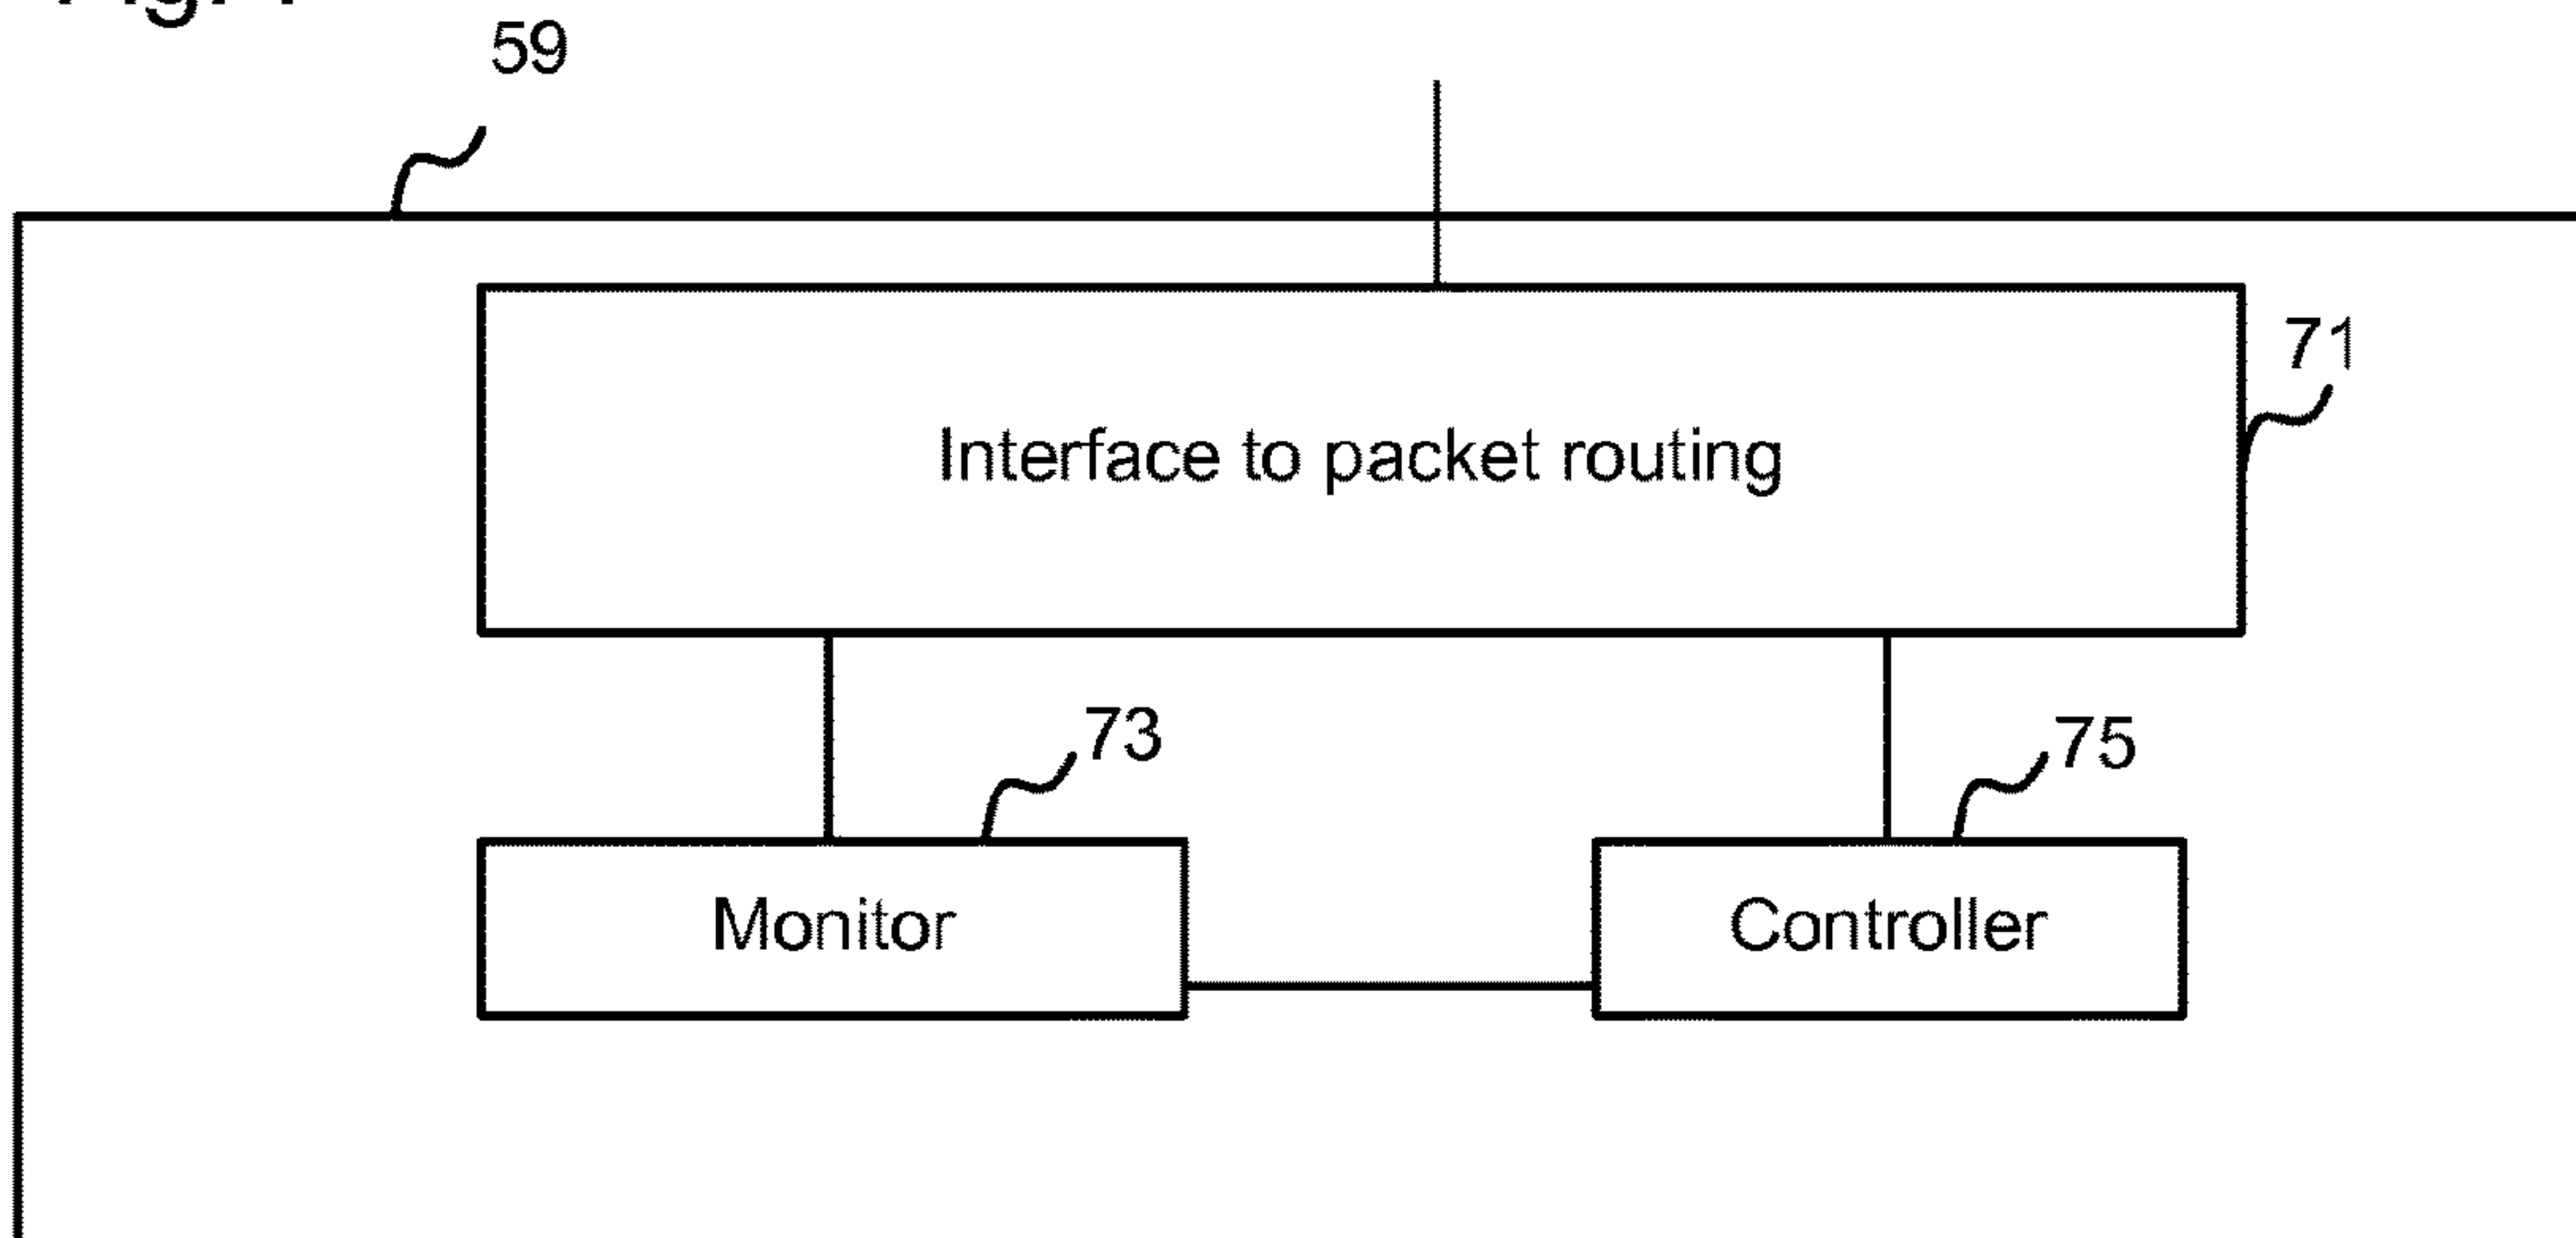 59
71
Interface to packet routing
73
75
Monitor
Controller